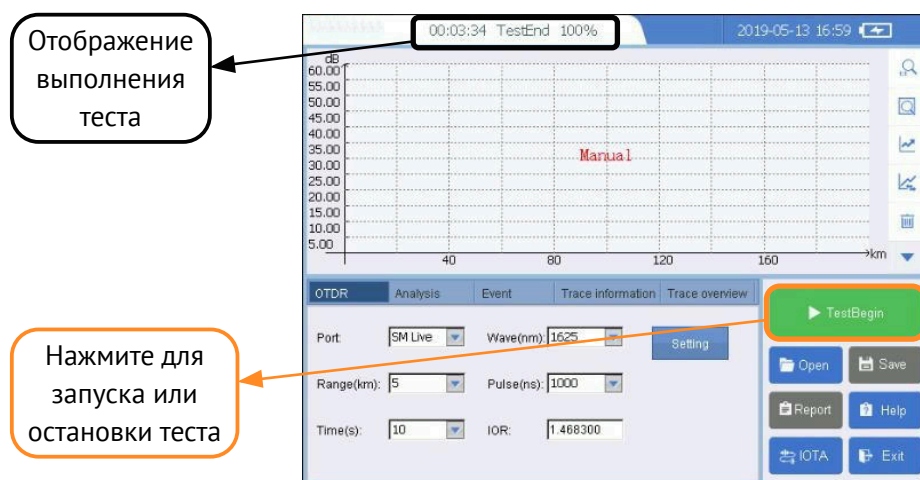 Отображение
выполнения
теста
00:03:34 TestEnd 100%
2019-05-13 16:59
dB
60.00
55.00
50.00
45.00
40.00
35.00
30.00
25.00
20.00
15.00
10.00
5.00
Manual
40 80 120 160 km
OTDR Analysis Event Trace information Trace overview
Port: SM Live Wave(nm): 1625 Setting
Range(km): 5 Pulse(ns): 1000
Time(s): 10 IOR: 1.468300
TestBegin
Open Save
Report Help
IOTA Exit
Нажмите для
запуска или
остановки теста